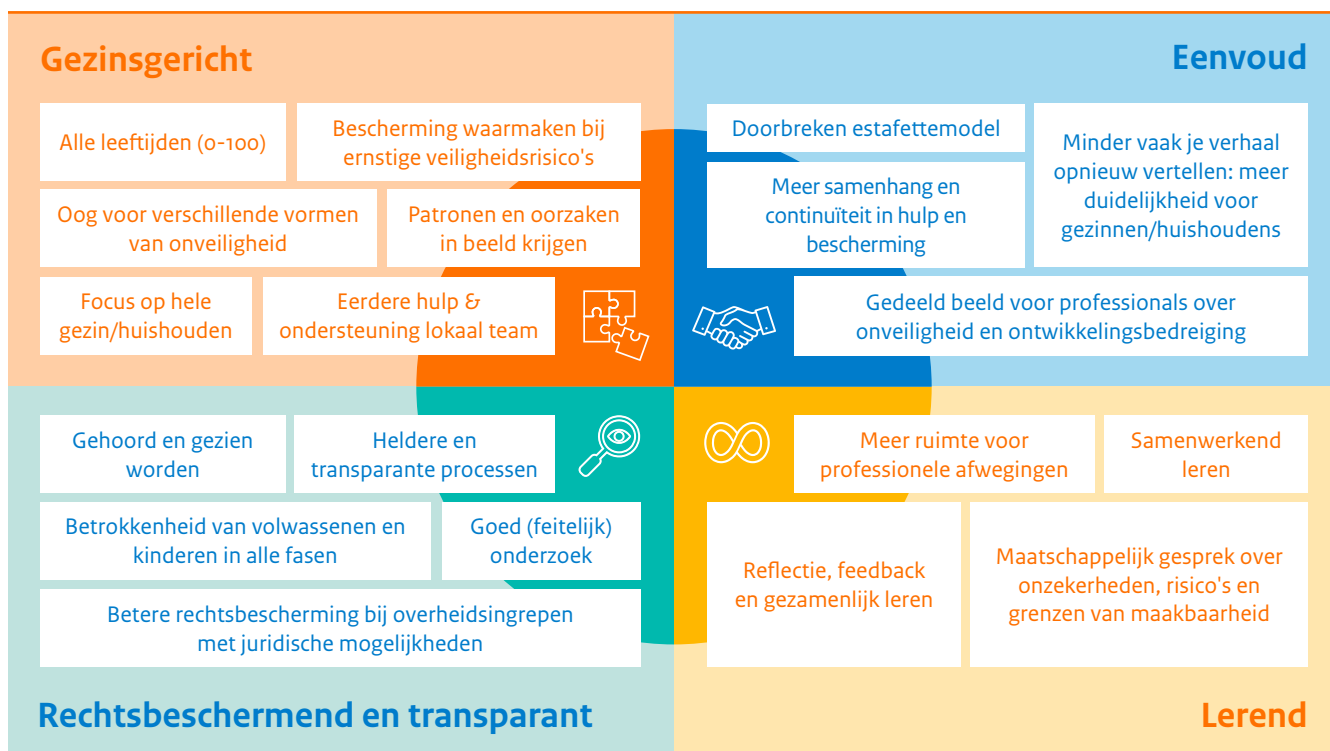 Gezinsgericht
Alle leeftijden (0-100)
Bescherming waarmaken bij
ernstige veiligheidsrisico's
Oog voor verschillende vormen
van onveiligheid
Patronen en oorzaken
in beeld krijgen
Focus op hele
gezin/huishouden
Eerdere hulp &
ondersteuning lokaal team
Eenvoud
Doorbreken estafettemodel
Meer samenhang en
continuïteit in hulp en
bescherming
Minder vaak je verhaal
opnieuw vertellen: meer
duidelijkheid voor
gezinnen/huishoudens
Gedeeld beeld voor professionals over
onveiligheid en ontwikkelingsbedreiging
Gehoord en gezien
worden
Heldere en
transparante processen
Betrokkenheid van volwassenen en
kinderen in alle fasen
Goed (feitelijk)
onderzoek
Betere rechtsbescherming bij overheidsingrepen
met juridische mogelijkheden
Rechtsbeschermend en transparant
Meer ruimte voor
professionele afwegingen
Samenwerkend
leren
Reflectie, feedback
en gezamenlijk leren
Maatschappelijk gesprek over
onzekerheden, risico's en
grenzen van maakbaarheid
Lerend